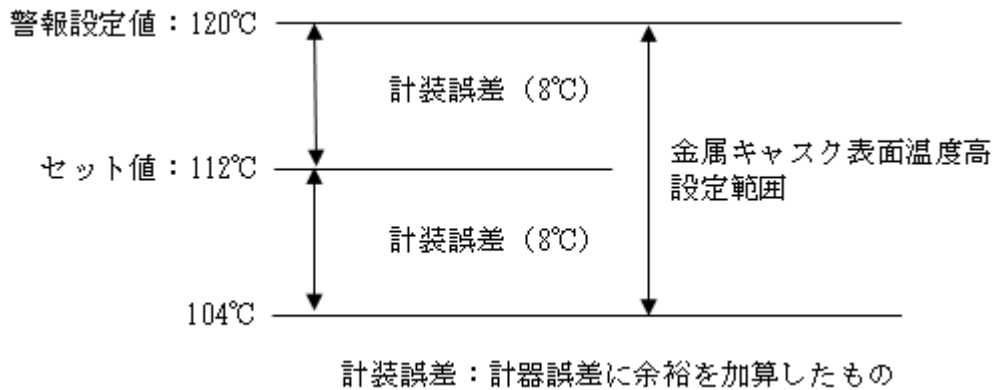 警報設定値：120℃
計装誤差（8℃）
セット値：112℃
金属キャスク表面温度高
設定範囲
計装誤差（8℃）
104℃
計装誤差：計器誤差に余裕を加算したもの